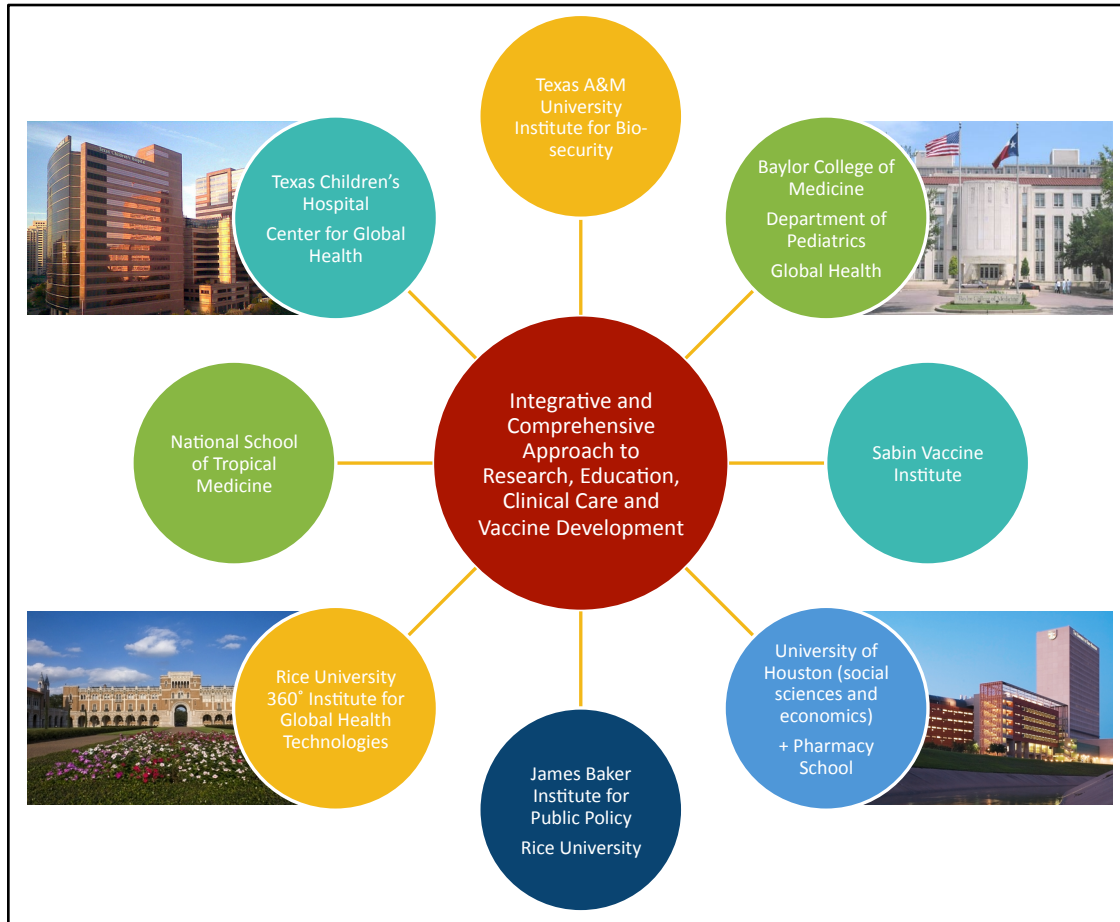 Texas A&M
University
Institute for Bio-
security
Texas Children's
Hospital
Center for Global
Health
Baylor College of
Medicine
Department of
Pediatrics
Global Health
National School
of Tropical
Medicine
Integrative and
Comprehensive
Approach to
Research, Education,
Clinical Care and
Vaccine Development
Sabin Vaccine
Institute
Rice University
360˚ Institute for
Global Health
Technologies
University of
Houston (social
sciences and
economics)
+ Pharmacy
School
James Baker
Institute for
Public Policy
Rice University